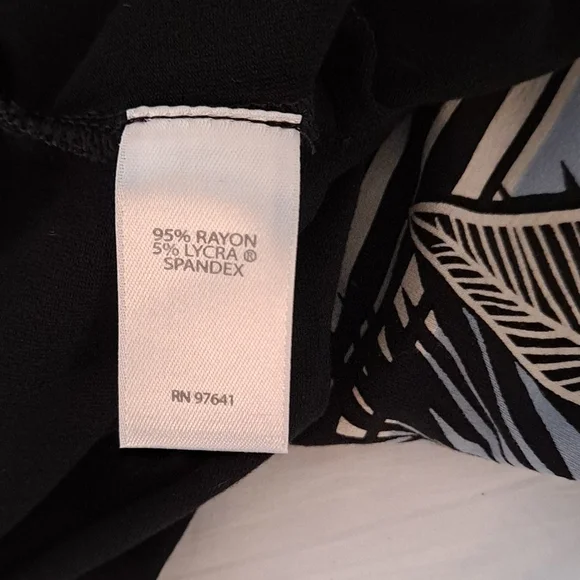 95% RAYON
5% LYCRA ®
SPANDEX
RN 97641